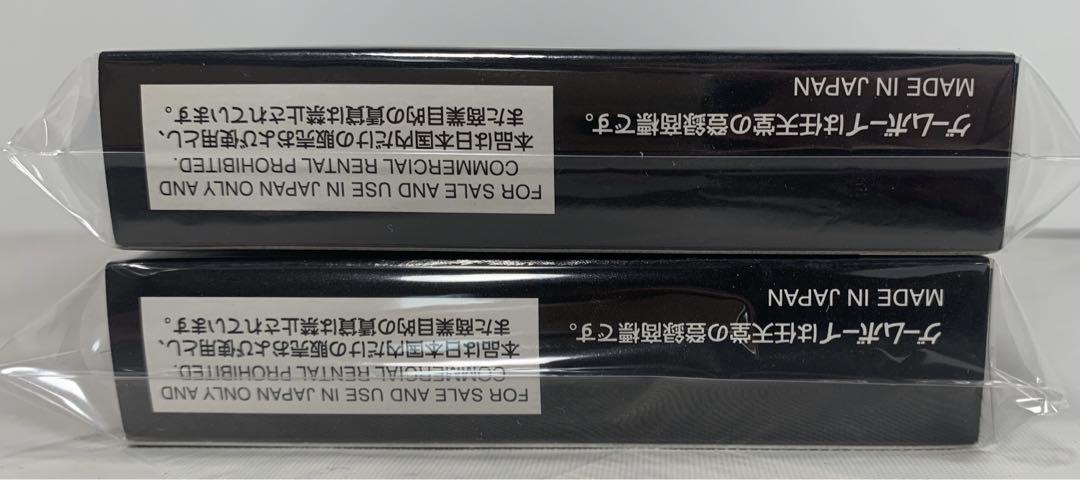 FOR SALE AND USE IN JAPAN ONLY AND
COMMERCIAL RENTAL PROHIBITED.
本品は日本国内だけの販売および使用とし、
また商業目的の賃貸は禁止されています。
ゲームボーイは任天堂の登録商標です。
MADE IN JAPAN
FOR SALE AND USE IN JAPAN ONLY AND
COMMERCIAL RENTAL PROHIBITED.
本品は日本国内だけの販売および使用とし、
また商業目的の賃貸は禁止されています。
ゲームボーイは任天堂の登録商標です。
MADE IN JAPAN